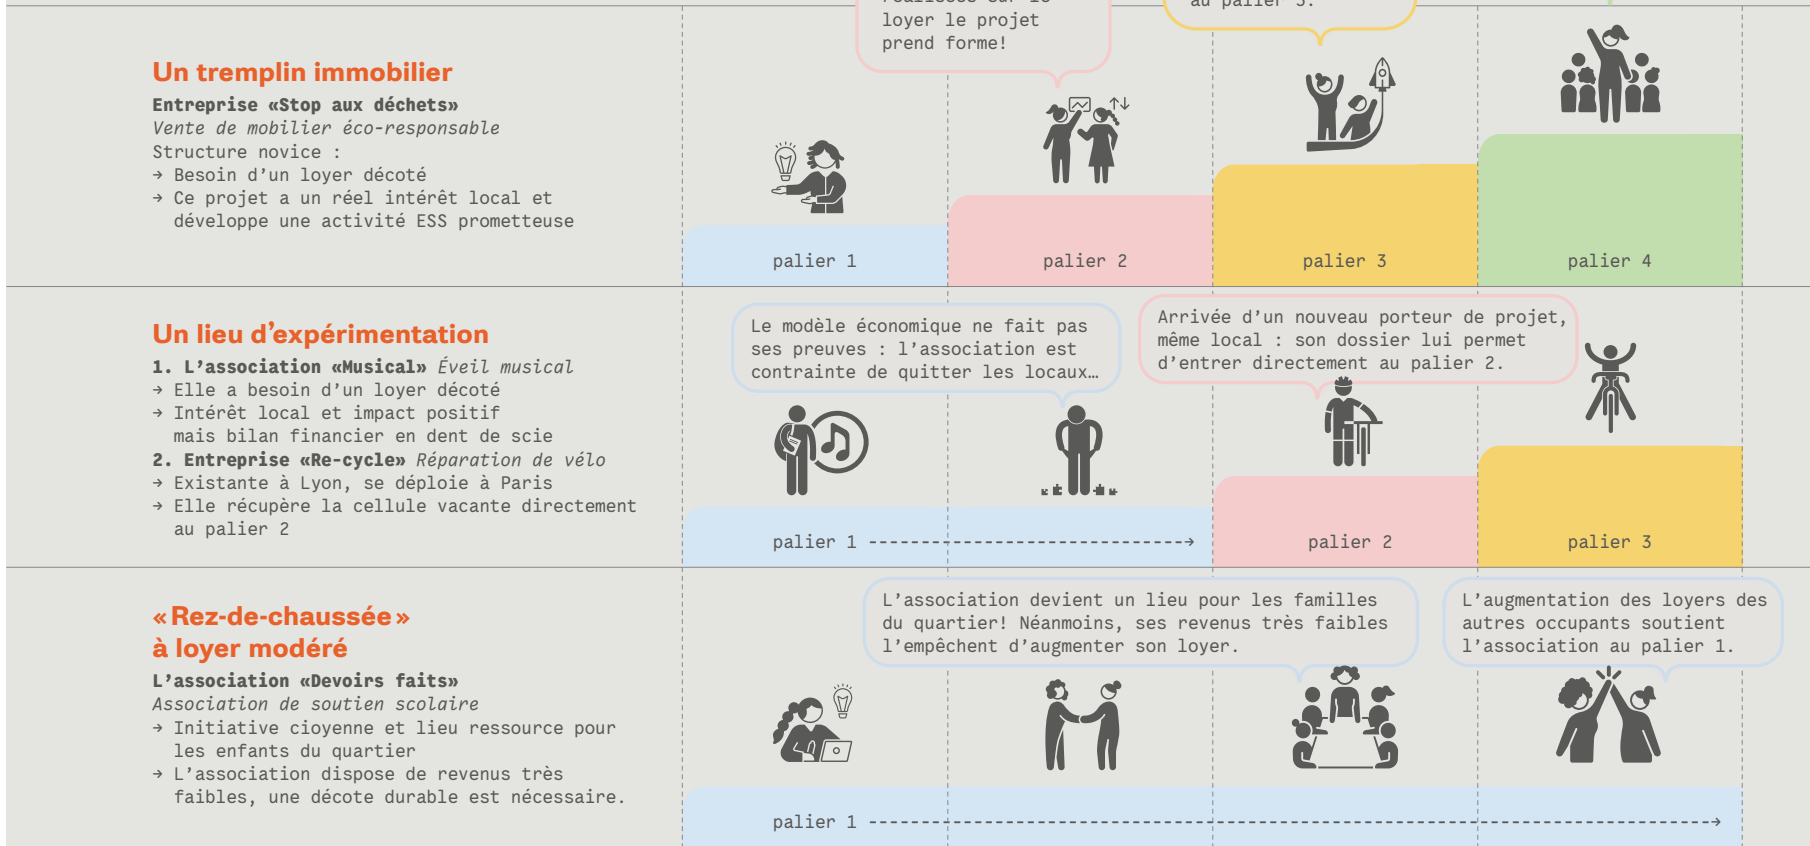 loyer le projet
prend forme!
au palier 3.
Un tremplin immobilier
Entreprise «Stop aux déchets»
Vente de mobilier éco-responsable
Structure novice :
→ Besoin d'un loyer décoté
→ Ce projet a un réel intérêt local et
développe une activité ESS prometteuse
palier 1
palier 2
palier 3
palier 4
Un lieu d'expérimentation
1. L'association «Musical» Éveil musical
→ Elle a besoin d'un loyer décoté
→ Intérêt local et impact positif
mais bilan financier en dent de scie
2. Entreprise «Re-cycle» Réparation de vélo
→ Existante à Lyon, se déploie à Paris
→ Elle récupère la cellule vacante directement
au palier 2
Le modèle économique ne fait pas
ses preuves : l'association est
contrainte de quitter les locaux…
Arrivée d'un nouveau porteur de projet,
même local : son dossier lui permet
d'entrer directement au palier 2.
palier 1
palier 2
palier 3
«Rez-de-chaussée»
à loyer modéré
L'association «Devoirs faits»
Association de soutien scolaire
→ Initiative cioyenne et lieu ressource pour
les enfants du quartier
→ L'association dispose de revenus très
faibles, une décote durable est nécessaire.
L'association devient un lieu pour les familles
du quartier! Néanmoins, ses revenus très faibles
l'empêchent d'augmenter son loyer.
L'augmentation des loyers des
autres occupants soutient
l'association au palier 1.
palier 1